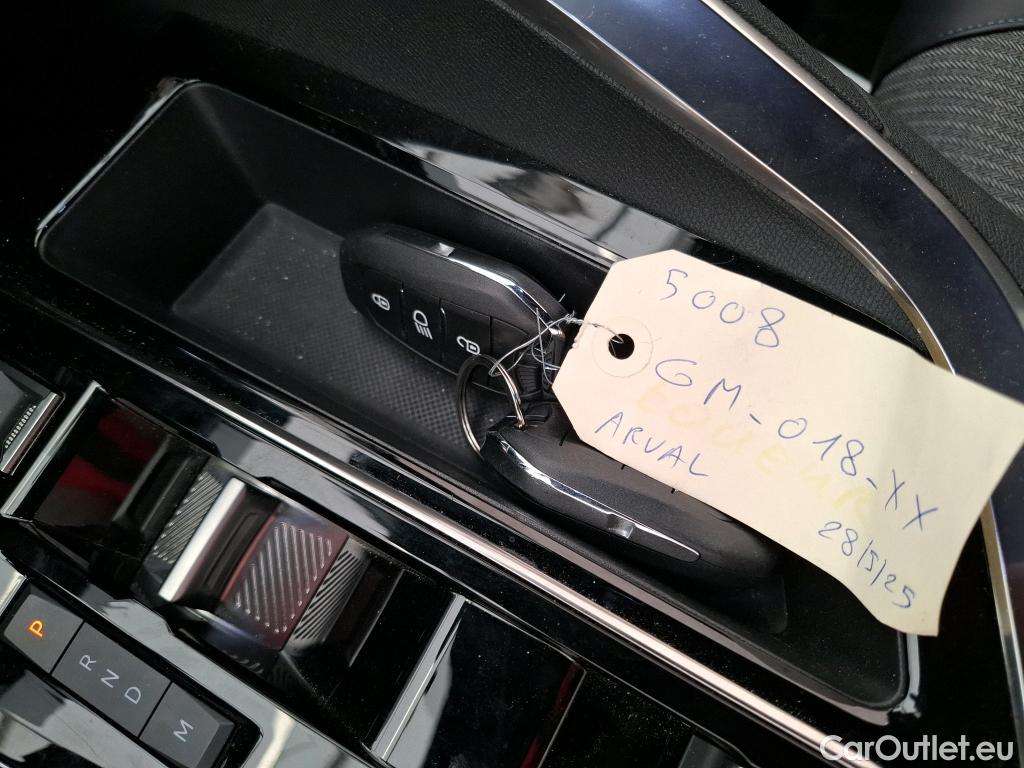 5008
GM-018-XX
ARVAL
28/5/25
P
R
N
D
M
CarOutlet.eu